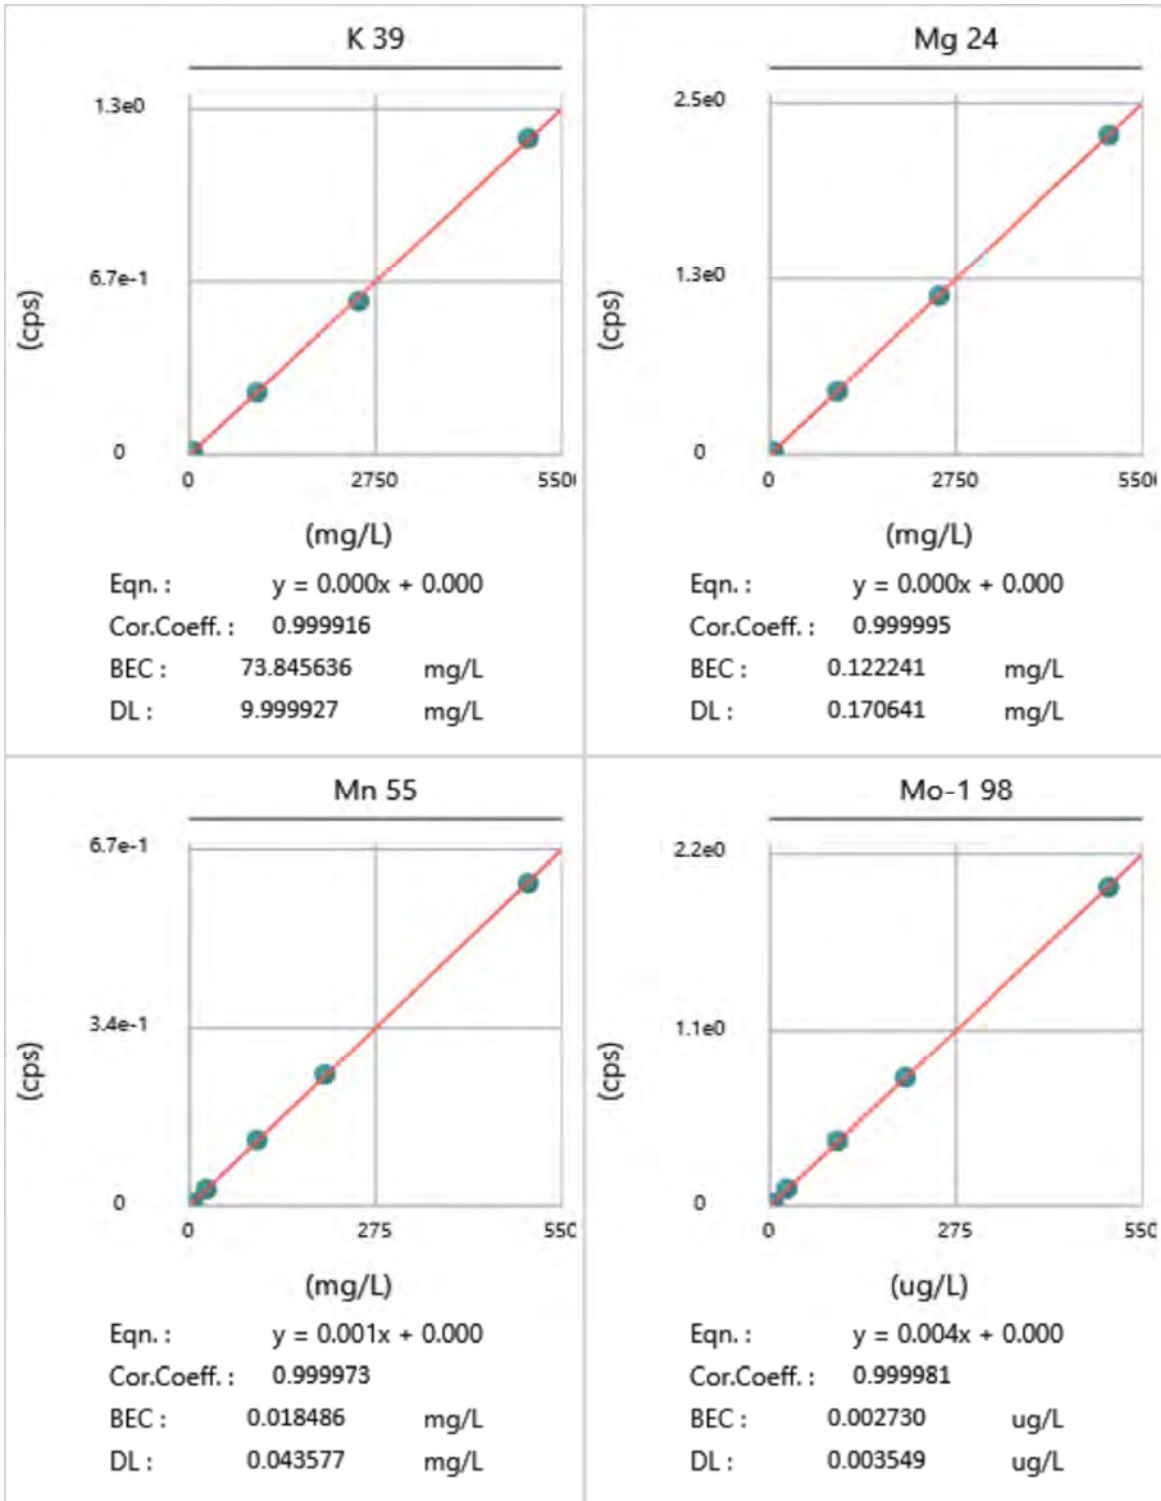 K 39
1.3e0
6.7e-1
0
(cps)
0 2750 550
(mg/L)
Eqn. : y = 0.000x + 0.000
Cor.Coeff. : 0.999916
BEC : 73.845636 mg/L
DL : 9.999927 mg/L
Mg 24
2.5e0
1.3e0
0
(cps)
0 2750 550
(mg/L)
Eqn. : y = 0.000x + 0.000
Cor.Coeff. : 0.999995
BEC : 0.122241 mg/L
DL : 0.170641 mg/L
Mn 55
6.7e-1
3.4e-1
0
(cps)
0 275 550
(mg/L)
Eqn. : y = 0.001x + 0.000
Cor.Coeff. : 0.999973
BEC : 0.018486 mg/L
DL : 0.043577 mg/L
Mo-1 98
2.2e0
1.1e0
0
(cps)
0 275 550
(ug/L)
Eqn. : y = 0.004x + 0.000
Cor.Coeff. : 0.999981
BEC : 0.002730 ug/L
DL : 0.003549 ug/L